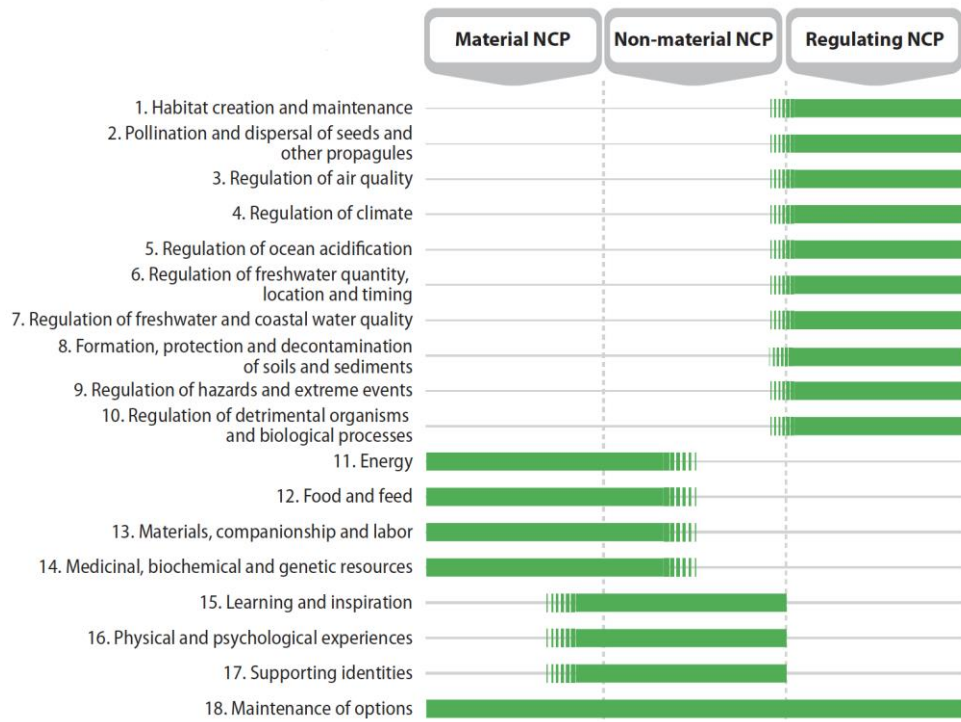 Material NCP
Non-material NCP
Regulating NCP
1. Habitat creation and maintenance
2. Pollination and dispersal of seeds and
other propagules
3. Regulation of air quality
4. Regulation of climate
5. Regulation of ocean acidification
6. Regulation of freshwater quantity,
location and timing
7. Regulation of freshwater and coastal water quality
8. Formation, protection and decontamination
of soils and sediments
9. Regulation of hazards and extreme events
10. Regulation of detrimental organisms
and biological processes
11. Energy
12. Food and feed
13. Materials, companionship and labor
14. Medicinal, biochemical and genetic resources
15. Learning and inspiration
16. Physical and psychological experiences
17. Supporting identities
18. Maintenance of options